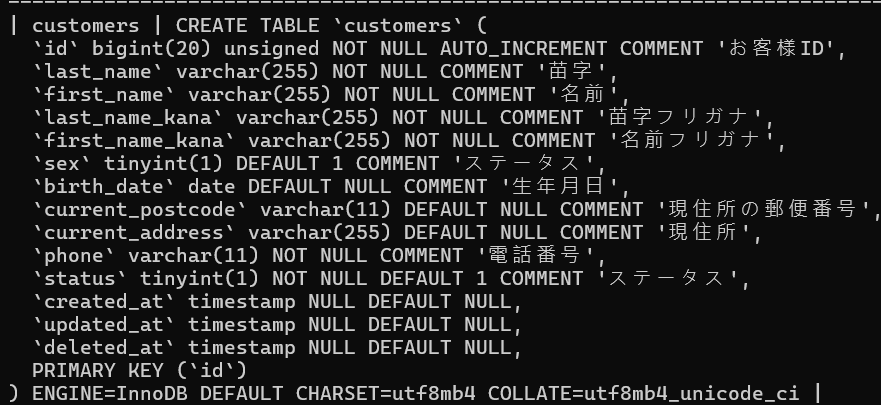 | customers | CREATE TABLE `customers` (
  `id` bigint(20) unsigned NOT NULL AUTO_INCREMENT COMMENT 'お客様ID',
  `last_name` varchar(255) NOT NULL COMMENT '苗字',
  `first_name` varchar(255) NOT NULL COMMENT '名前',
  `last_name_kana` varchar(255) NOT NULL COMMENT '苗字フリガナ',
  `first_name_kana` varchar(255) NOT NULL COMMENT '名前フリガナ',
  `sex` tinyint(1) DEFAULT 1 COMMENT 'ステータス',
  `birth_date` date DEFAULT NULL COMMENT '生年月日',
  `current_postcode` varchar(11) DEFAULT NULL COMMENT '現住所の郵便番号',
  `current_address` varchar(255) DEFAULT NULL COMMENT '現住所',
  `phone` varchar(11) NOT NULL COMMENT '電話番号',
  `status` tinyint(1) NOT NULL DEFAULT 1 COMMENT 'ステータス',
  `created_at` timestamp NULL DEFAULT NULL,
  `updated_at` timestamp NULL DEFAULT NULL,
  `deleted_at` timestamp NULL DEFAULT NULL,
  PRIMARY KEY (`id`)
) ENGINE=InnoDB DEFAULT CHARSET=utf8mb4 COLLATE=utf8mb4_unicode_ci |